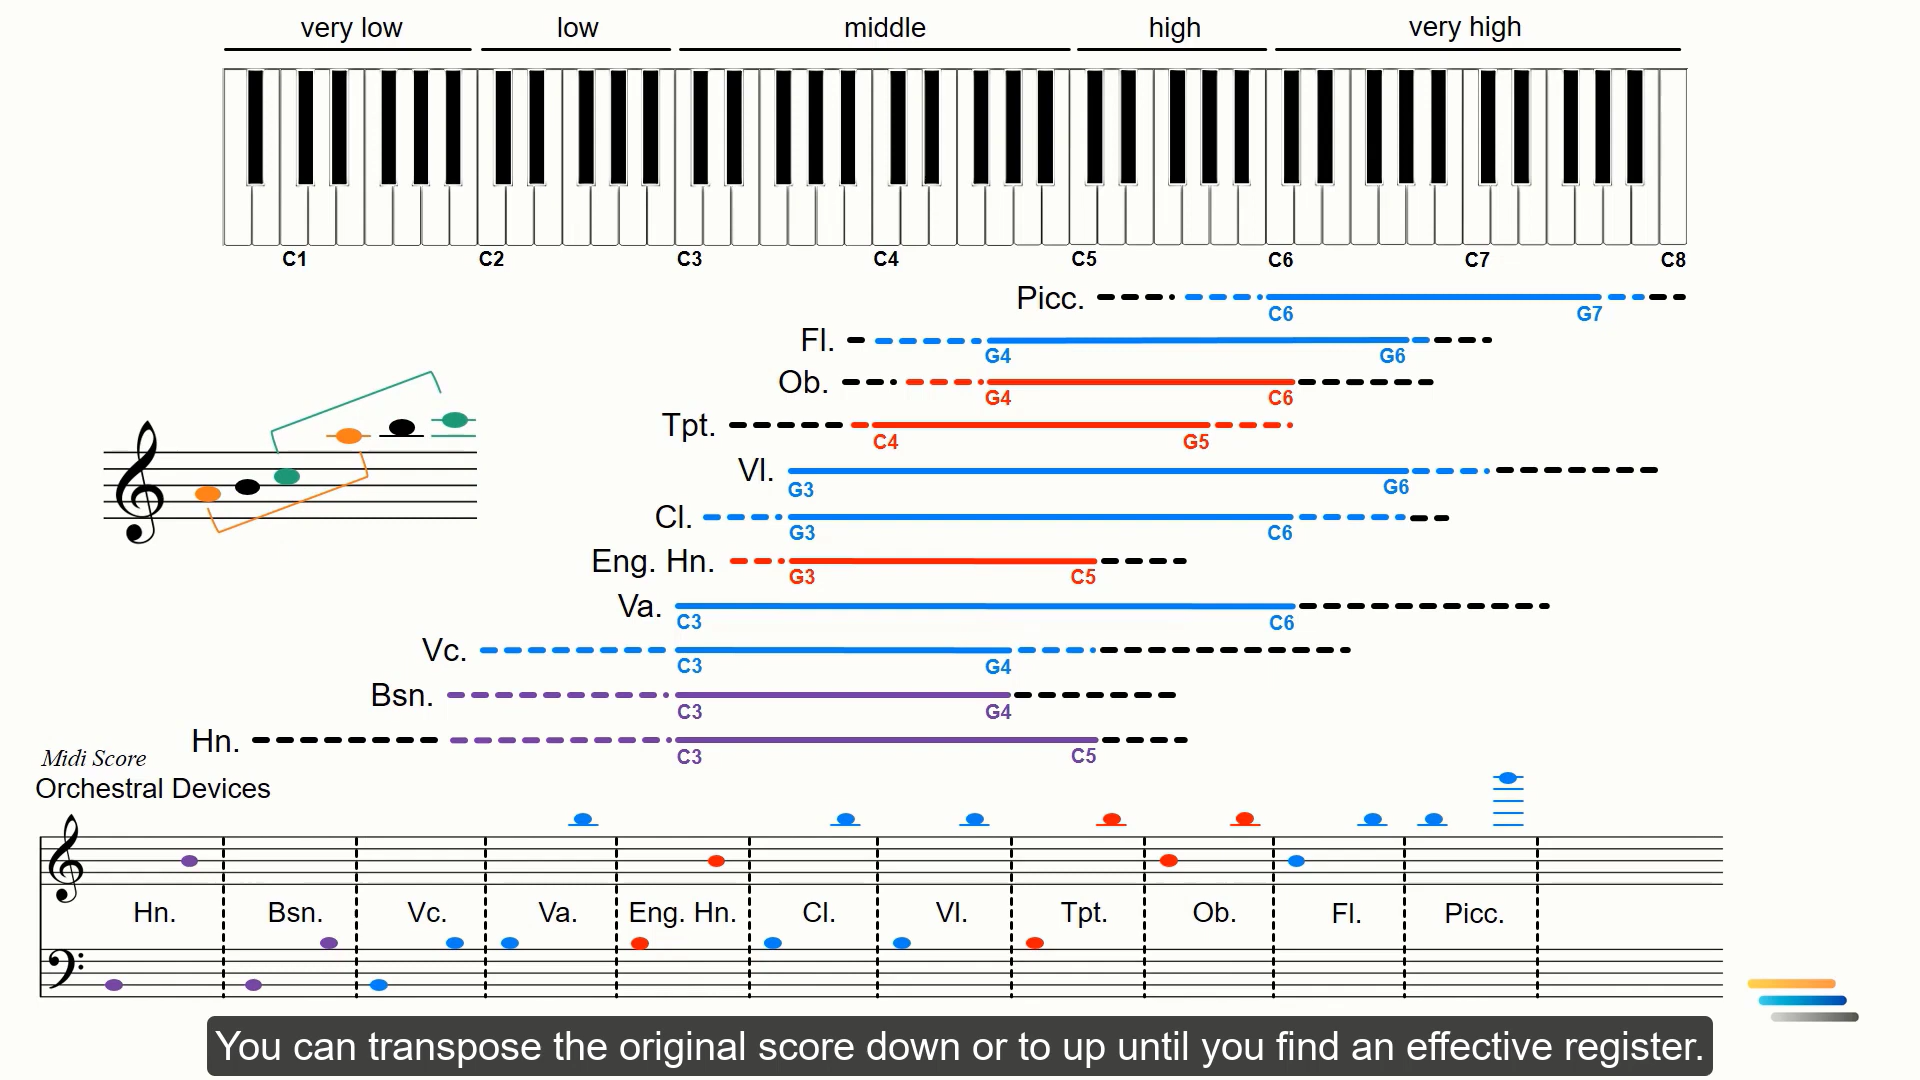 very low low middle high very high
C1 C2 C3 C4 C5 C6 C7 C8
Picc.
C6 G7
Fl.
G4 G6
Ob.
G4 C6
Tpt.
C4 G5
Vl.
G3 G6
Cl.
G3 C6
Eng. Hn.
G3 C5
Va.
C3 C6
Vc.
C3 G4
Bsn.
C3 G4
Hn.
C3 C5
Midi Score
Orchestral Devices
Hn. Bsn. Vc. Va. Eng. Hn. Cl. Vl. Tpt. Ob. Fl. Picc.
You can transpose the original score down or to up until you find an effective register.